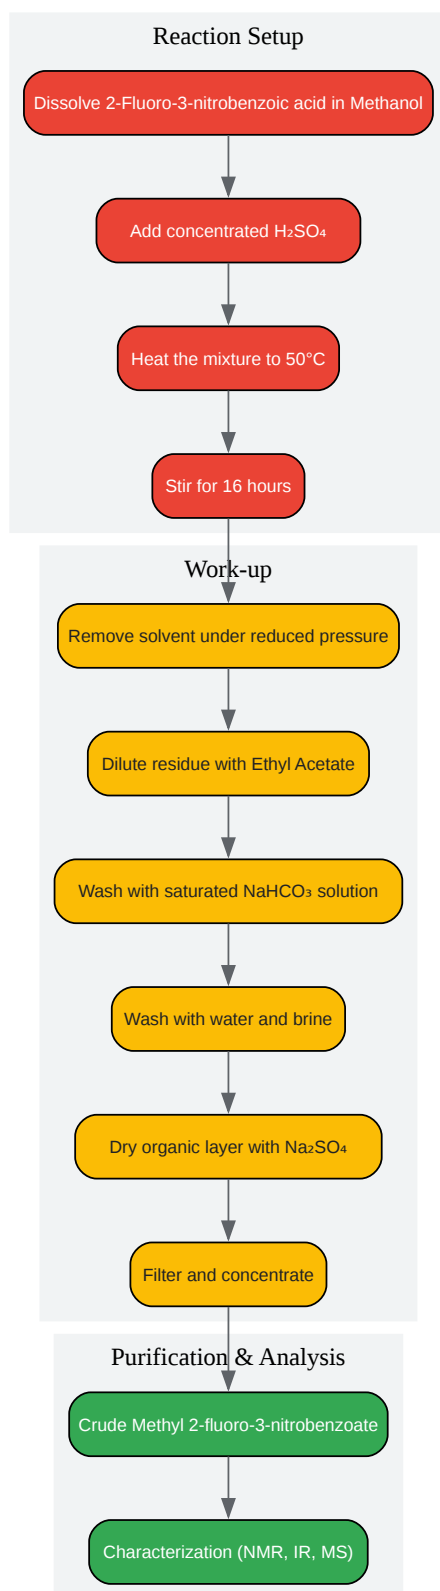 Reaction Setup
Dissolve 2-Fluoro-3-nitrobenzoic acid in Methanol
Add concentrated H₂SO₄
Heat the mixture to 50°C
Stir for 16 hours
Work-up
Remove solvent under reduced pressure
Dilute residue with Ethyl Acetate
Wash with saturated NaHCO₃ solution
Wash with water and brine
Dry organic layer with Na₂SO₄
Filter and concentrate
Purification & Analysis
Crude Methyl 2-fluoro-3-nitrobenzoate
Characterization (NMR, IR, MS)